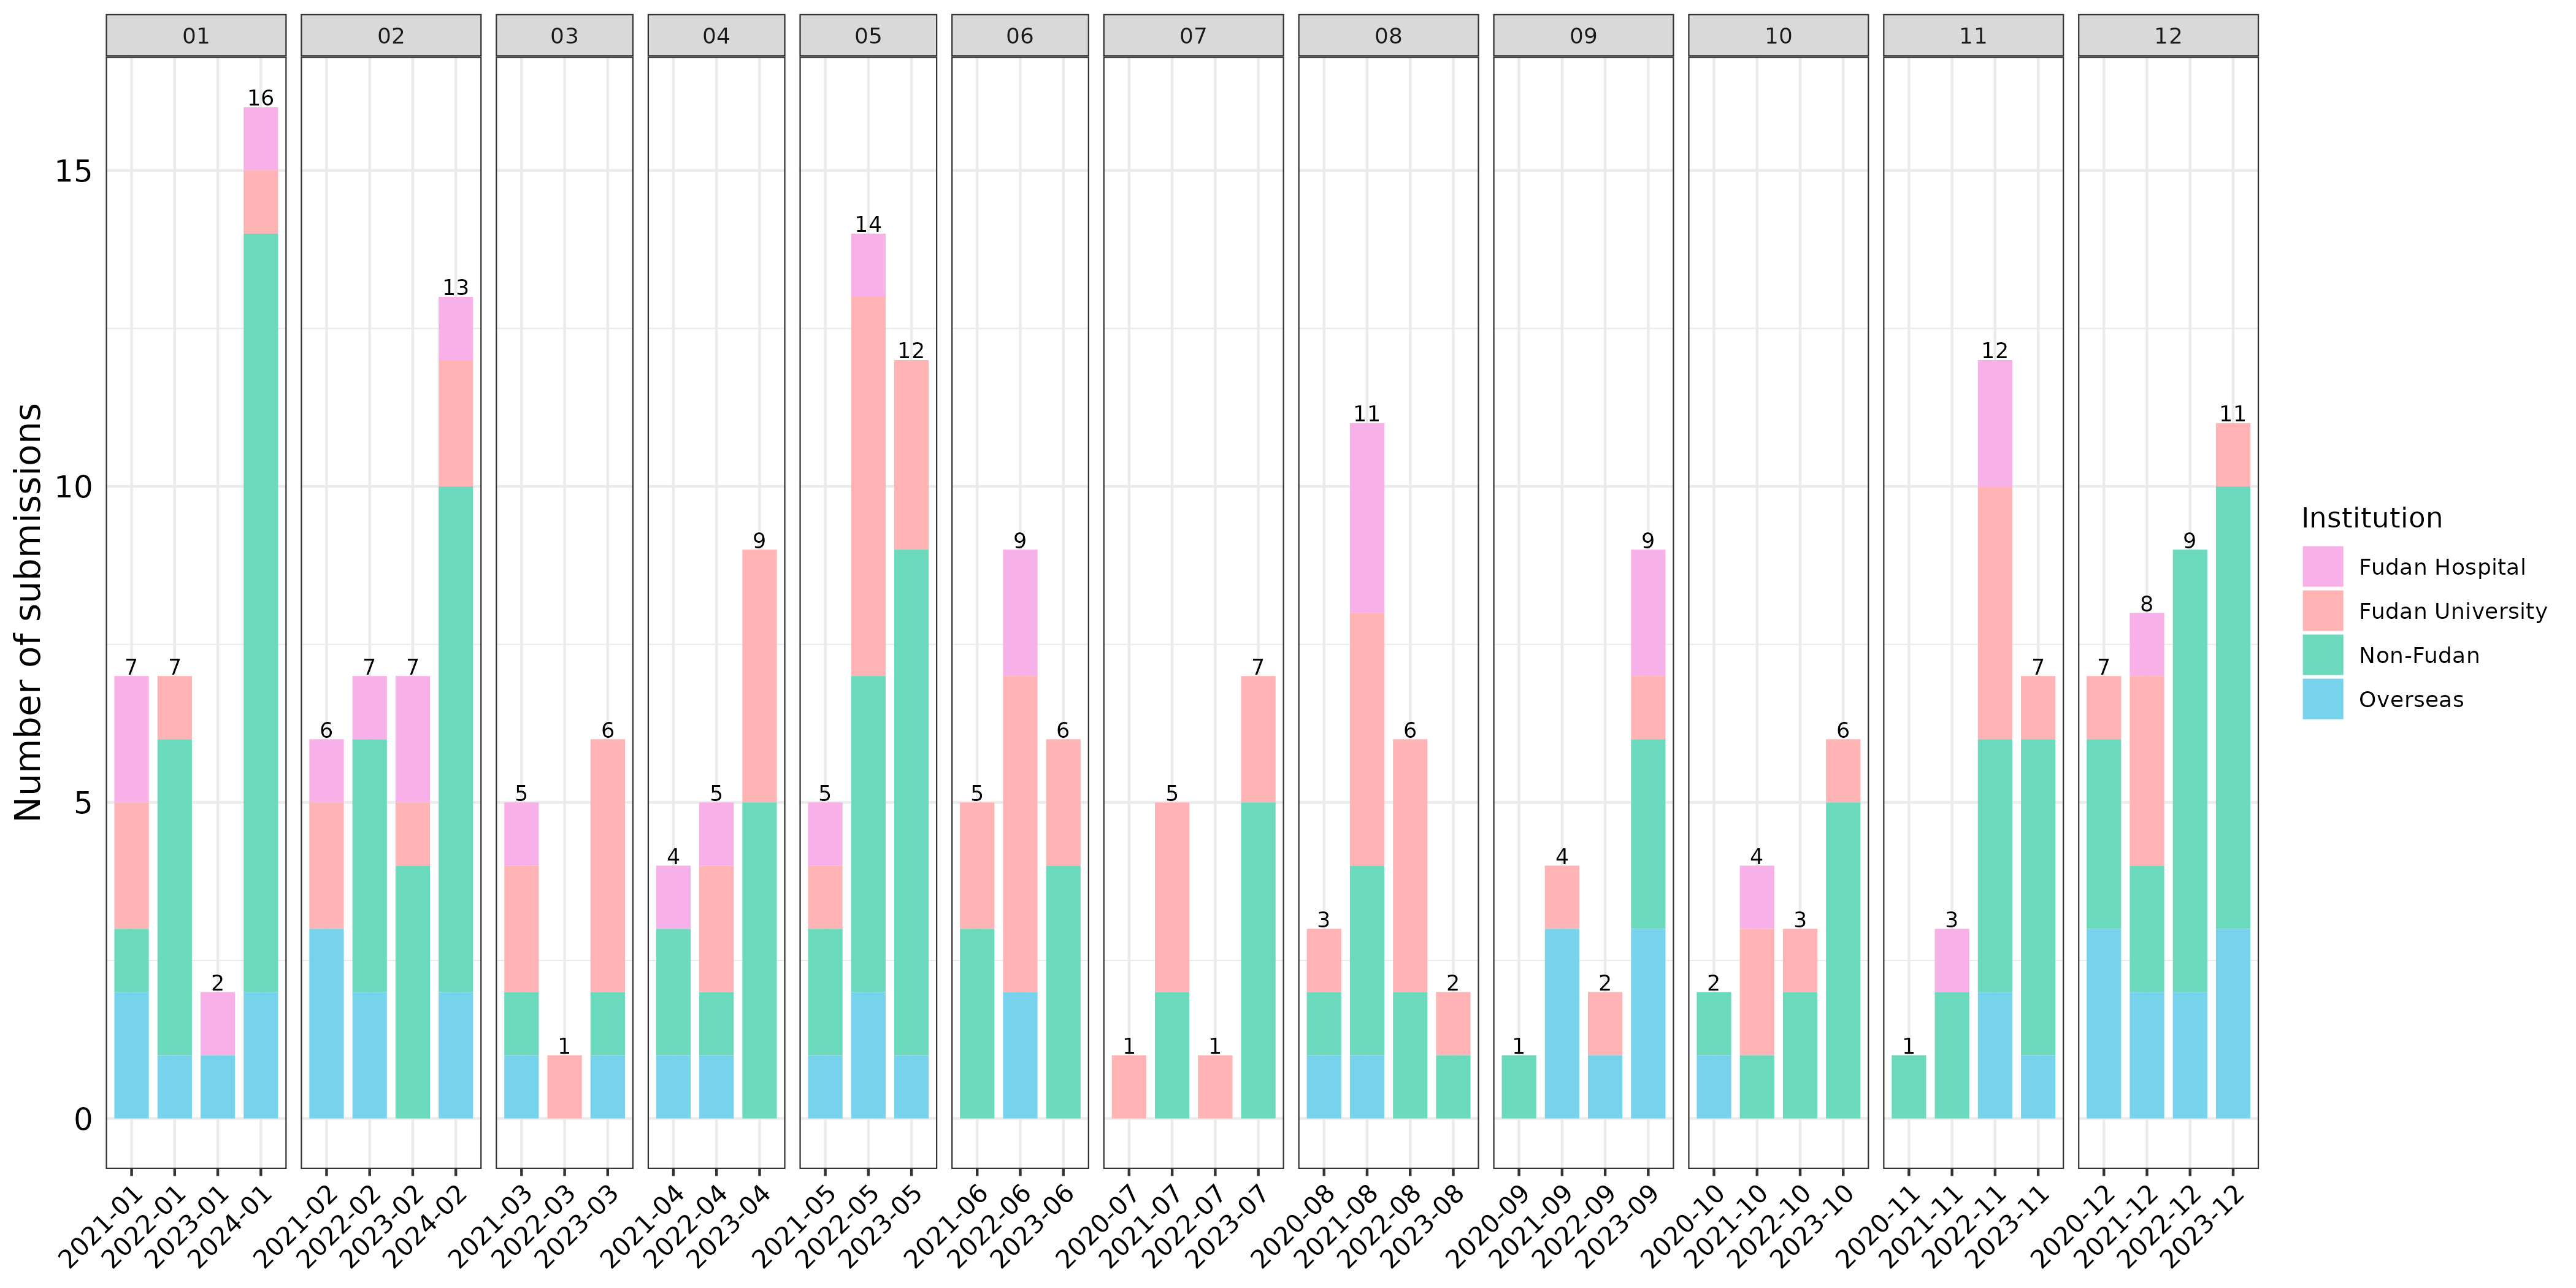 01 02 03 04 05 06 07 08 09 10 11 12
16
15
14
13
12 12
11 11
10
9 9 9 9
8
7 7 7 7 7 7 7
6 6 6 6 6
5 5 5 5 5 5
4 4 4
3 3 3
2 2 2 2
1 1 1 1 1
0
Number of submissions
2021-01 2022-01 2023-01 2024-01 2021-02 2022-02 2023-02 2024-02 2021-03 2022-03 2023-03 2021-04 2022-04 2023-04 2021-05 2022-05 2023-05 2021-06 2022-06 2023-06 2020-07 2021-07 2022-07 2023-07 2020-08 2021-08 2022-08 2023-08 2020-09 2021-09 2022-09 2023-09 2020-10 2021-10 2022-10 2023-10 2020-11 2021-11 2022-11 2023-11 2020-12 2021-12 2022-12 2023-12
Institution
Fudan Hospital
Fudan University
Non-Fudan
Overseas